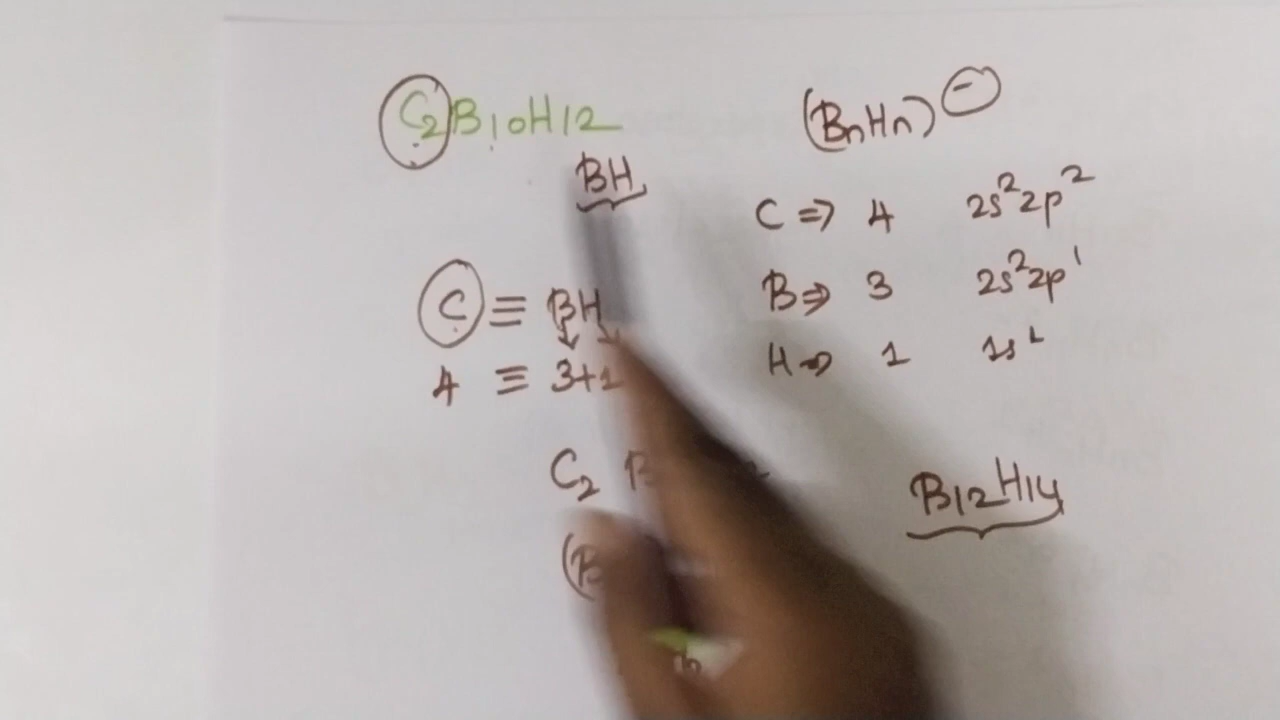 C₂B10H12
BH
C ≡ BH
4 ≡ 3+1
C₂ B
(B
(BnHn)⁻
C ⇒ 4 2s²2p²
B ⇒ 3 2s²2p¹
H ⇒ 1 1s¹
B12H14